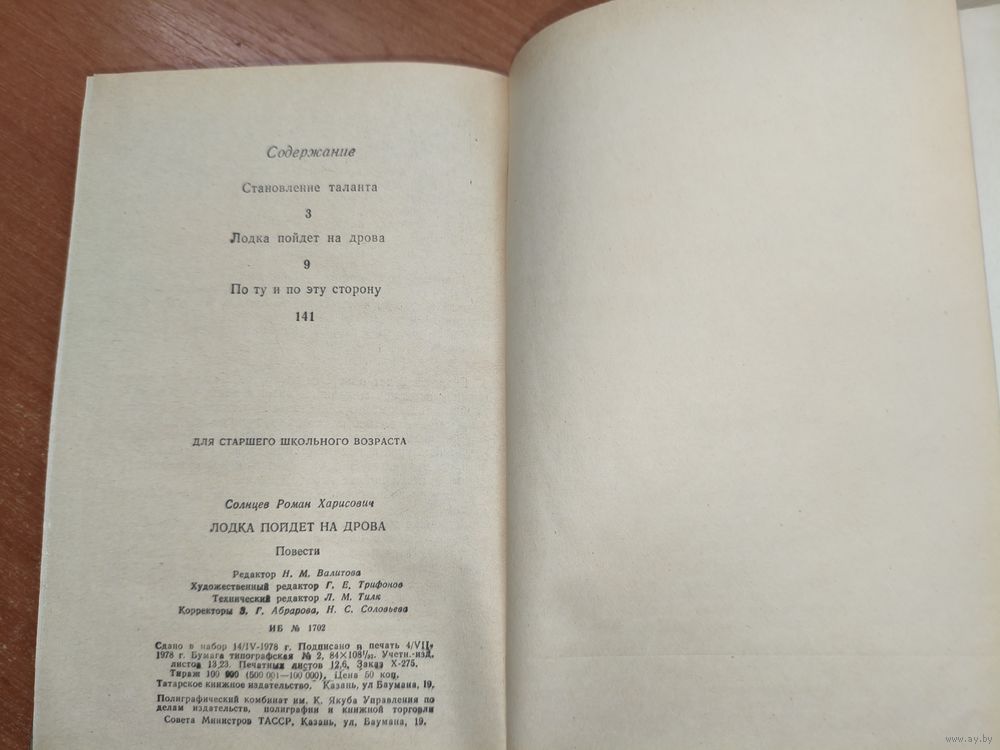 Содержание
Становление таланта
3
Лодка пойдет на дрова
9
По ту и по эту сторону
141
ДЛЯ СТАРШЕГО ШКОЛЬНОГО ВОЗРАСТА
Солнцев Роман Харисович
ЛОДКА ПОЙДЕТ НА ДРОВА
Повести
Редактор Н. М. Валитова
Художественный редактор Г. Е. Трифонов
Технический редактор Л. М. Тилк
Корректоры З. Г. Абрарова, Н. С. Соловьева
ИБ № 1702
Сдано в набор 14/IV-1978 г. Подписано в печать 4/VII-
1978 г. Бумага типографская № 2, 84×108¹/₃₂. Учетн.-изд.
листов 13,23. Печатных листов 12,6. Заказ Х-275.
Тираж 100 000 (500 001—100 000). Цена 50 коп.
Татарское книжное издательство. Казань, ул Баумана, 19.
Полиграфический комбинат им. К. Якуба Управления по
делам издательств, полиграфии и книжной торговли
Совета Министров ТАССР. Казань, ул. Баумана, 19.
www.ay.by